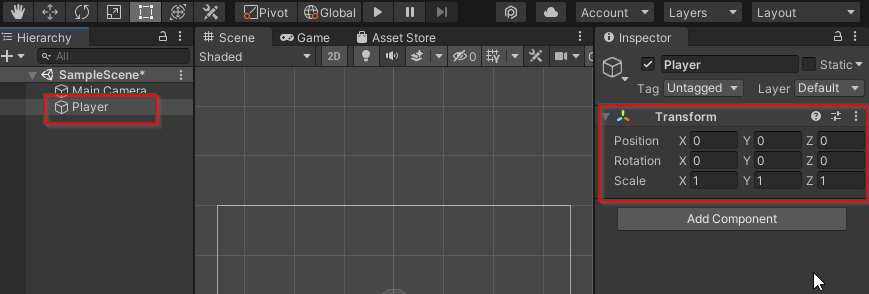 Pivot Global Account Layers Layout
Hierarchy Scene Game Asset Store Inspector
All Shaded 2D 0 Player Static
SampleScene*
Main Camera Tag Untagged Layer Default
Player Transform
Position X 0 Y 0 Z 0
Rotation X 0 Y 0 Z 0
Scale X 1 Y 1 Z 1
Add Component